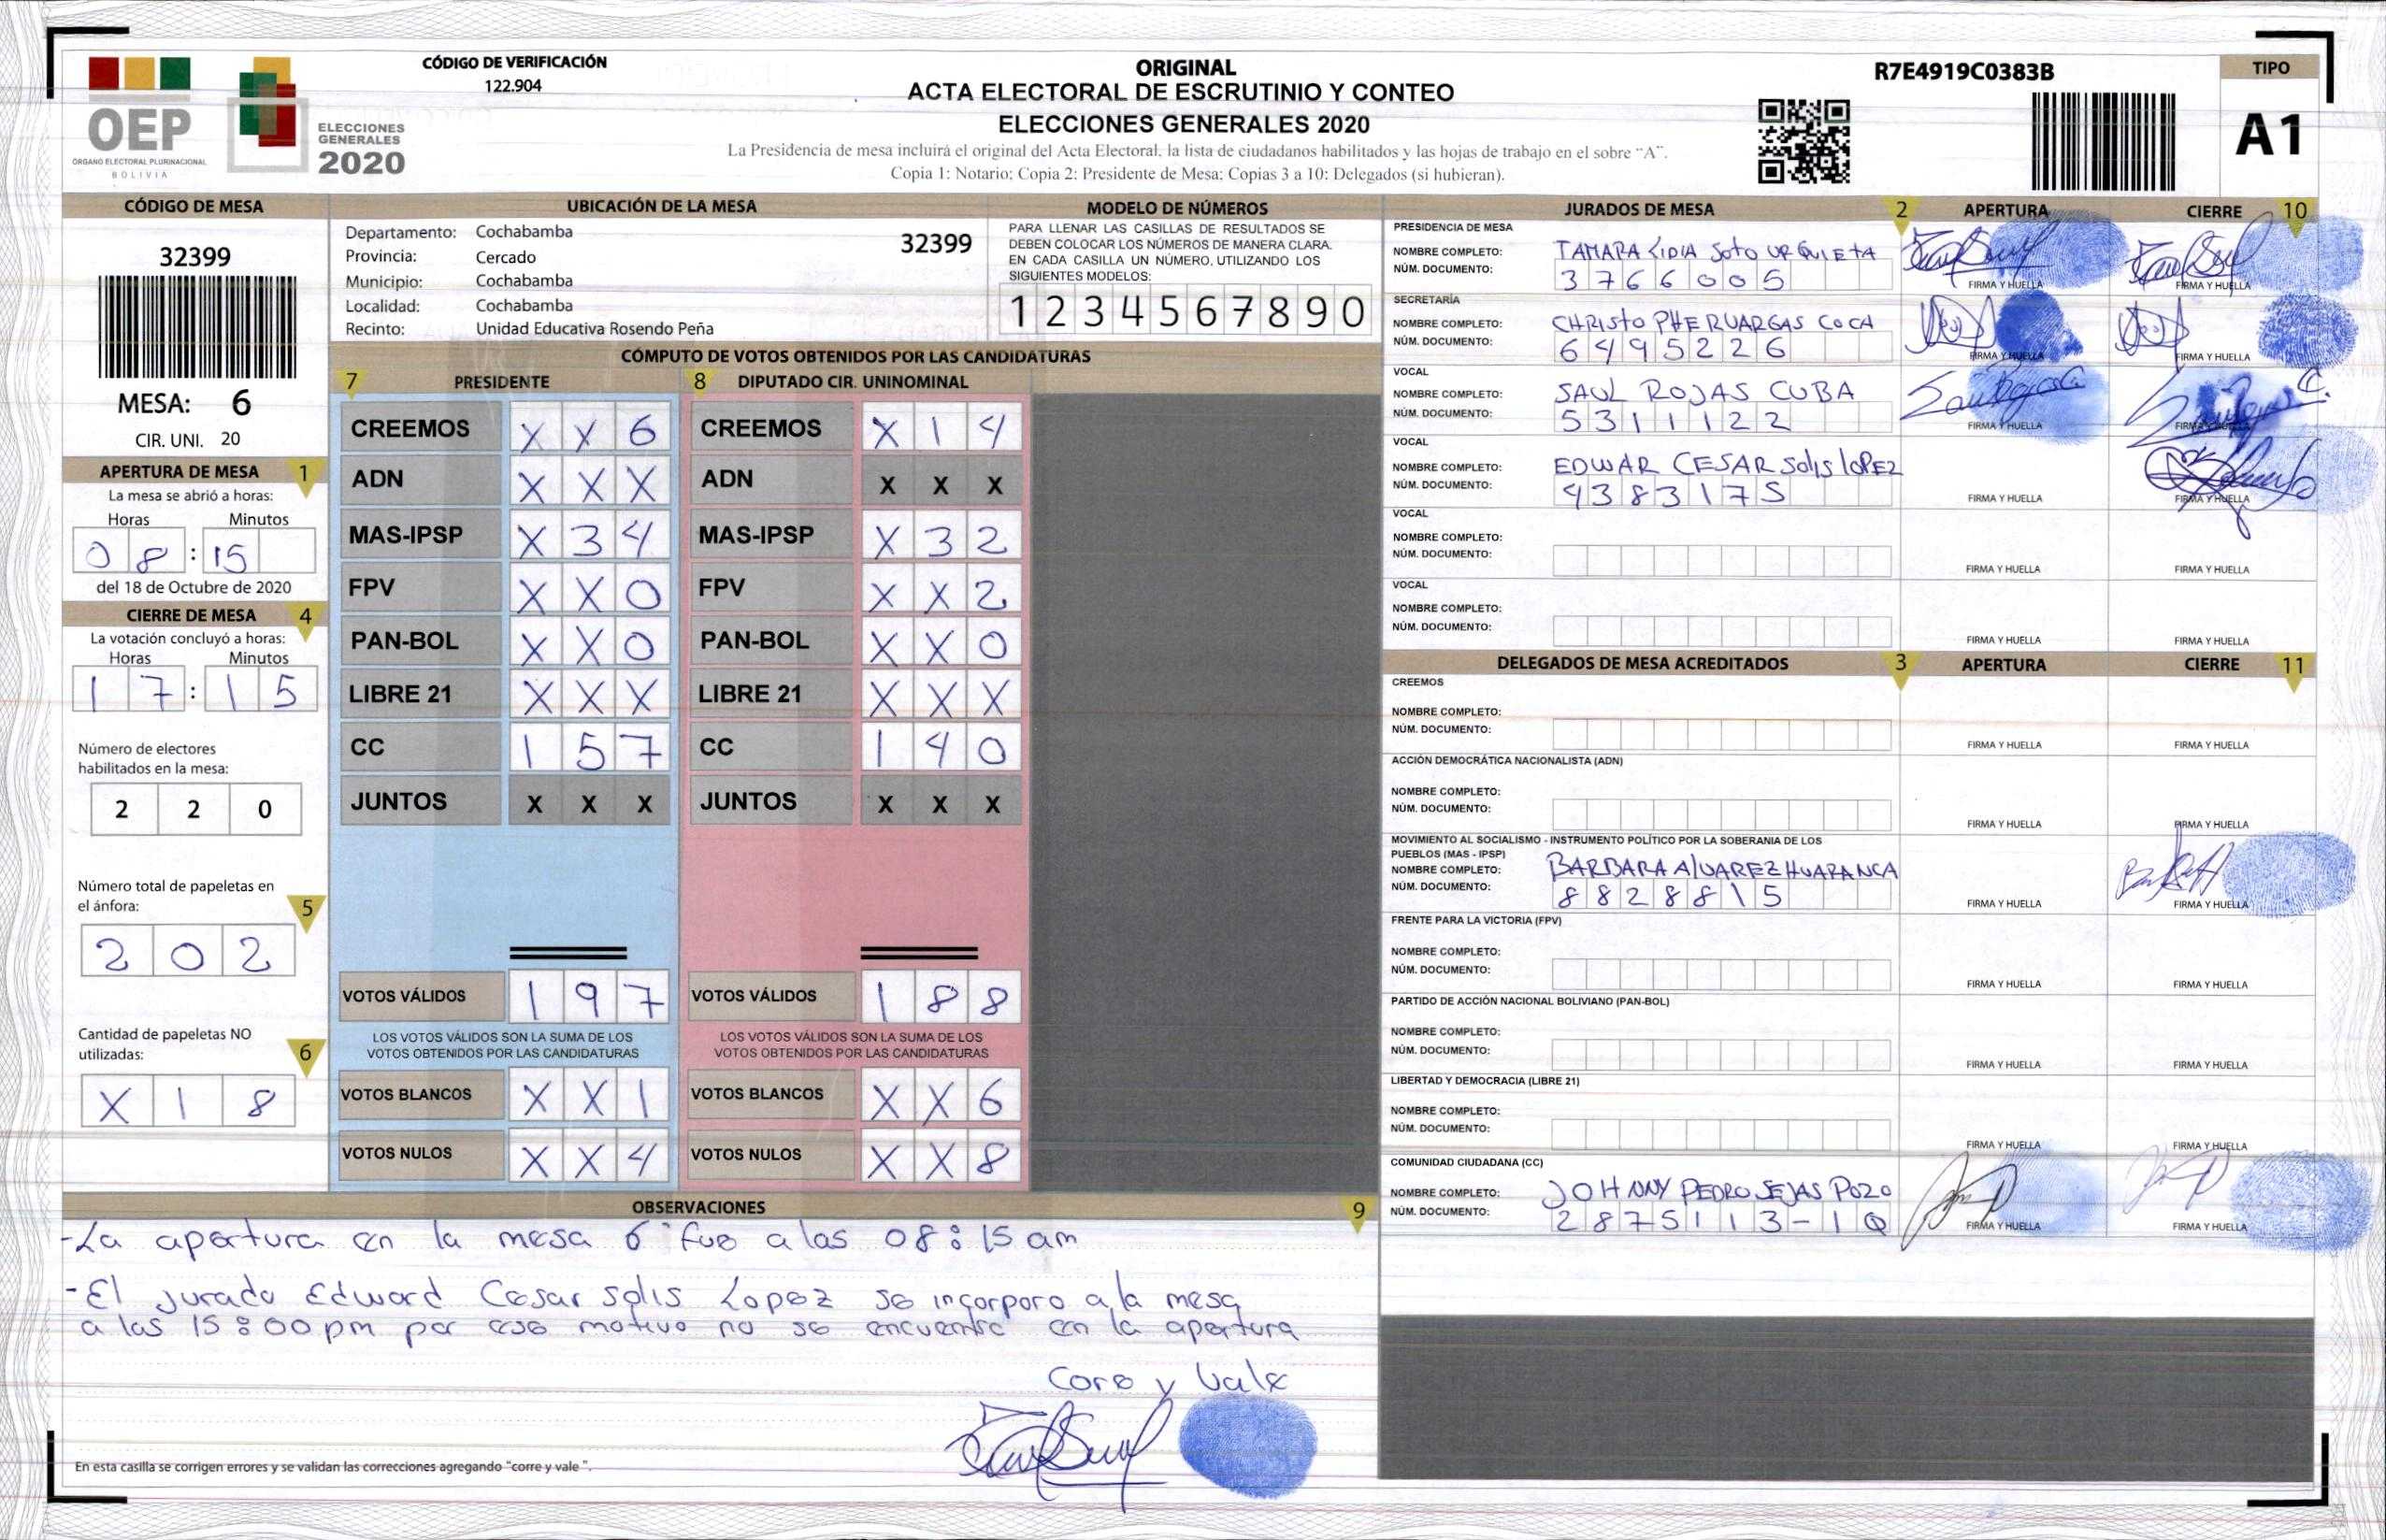 OEP
ÓRGANO ELECTORAL PLURINACIONAL
BOLIVIA
ELECCIONES
GENERALES
2020
CÓDIGO DE VERIFICACIÓN
122.904
ORIGINAL
ACTA ELECTORAL DE ESCRUTINIO Y CONTEO
ELECCIONES GENERALES 2020
La Presidencia de mesa incluirá el original del Acta Electoral, la lista de ciudadanos habilitados y las hojas de trabajo en el sobre "A".
Copia 1: Notario; Copia 2: Presidente de Mesa; Copias 3 a 10: Delegados (si hubieran).
R7E4919C0383B
TIPO
A1
CÓDIGO DE MESA
32399
MESA: 6
CIR. UNI. 20
APERTURA DE MESA 1
La mesa se abrió a horas:
Horas Minutos
08:15
del 18 de Octubre de 2020
CIERRE DE MESA 4
La votación concluyó a horas:
Horas Minutos
17:15
Número de electores
habilitados en la mesa:
2 2 0
Número total de papeletas en
el ánfora: 5
2 0 2
Cantidad de papeletas NO
utilizadas: 6
X 1 8
UBICACIÓN DE LA MESA
Departamento: Cochabamba 32399
Provincia: Cercado
Municipio: Cochabamba
Localidad: Cochabamba
Recinto: Unidad Educativa Rosendo Peña
MODELO DE NÚMEROS
PARA LLENAR LAS CASILLAS DE RESULTADOS SE
DEBEN COLOCAR LOS NÚMEROS DE MANERA CLARA.
EN CADA CASILLA UN NÚMERO, UTILIZANDO LOS
SIGUIENTES MODELOS:
1 2 3 4 5 6 7 8 9 0
CÓMPUTO DE VOTOS OBTENIDOS POR LAS CANDIDATURAS
7 PRESIDENTE 8 DIPUTADO CIR. UNINOMINAL
CREEMOS X X 6 CREEMOS X 1 4
ADN X X X ADN X X X
MAS-IPSP X 3 4 MAS-IPSP X 3 2
FPV X X 0 FPV X X 2
PAN-BOL X X 0 PAN-BOL X X 0
LIBRE 21 X X X LIBRE 21 X X X
CC 1 5 7 CC 1 4 0
JUNTOS X X X JUNTOS X X X
VOTOS VÁLIDOS 1 9 7 VOTOS VÁLIDOS 1 8 8
LOS VOTOS VÁLIDOS SON LA SUMA DE LOS LOS VOTOS VÁLIDOS SON LA SUMA DE LOS
VOTOS OBTENIDOS POR LAS CANDIDATURAS VOTOS OBTENIDOS POR LAS CANDIDATURAS
VOTOS BLANCOS X X 1 VOTOS BLANCOS X X 6
VOTOS NULOS X X 4 VOTOS NULOS X X 8
OBSERVACIONES 9
-La apertura en la mesa 6 fue a las 08:15 am
-El jurado Edward Cesar solis Lopez se incorporo a la mesa
a las 15:00 pm por ese motivo no se encuentra en la apertura
Corre y Vale
En esta casilla se corrigen errores y se validan las correcciones agregando "corre y vale".
JURADOS DE MESA 2 APERTURA CIERRE 10
PRESIDENCIA DE MESA
NOMBRE COMPLETO: TAMARA LIDIA SOTO URQUIETA
NÚM. DOCUMENTO: 3766005
FIRMA Y HUELLA FIRMA Y HUELLA
SECRETARÍA
NOMBRE COMPLETO: CHRISTOPHER VARGAS COCA
NÚM. DOCUMENTO: 6495226
FIRMA Y HUELLA FIRMA Y HUELLA
VOCAL
NOMBRE COMPLETO: SAUL ROJAS CUBA
NÚM. DOCUMENTO: 5311122
FIRMA Y HUELLA FIRMA Y HUELLA
VOCAL
NOMBRE COMPLETO: EDWAR CESAR SOLIS LOPEZ
NÚM. DOCUMENTO: 4383175
FIRMA Y HUELLA FIRMA Y HUELLA
VOCAL
NOMBRE COMPLETO:
NÚM. DOCUMENTO:
FIRMA Y HUELLA FIRMA Y HUELLA
VOCAL
NOMBRE COMPLETO:
NÚM. DOCUMENTO:
FIRMA Y HUELLA FIRMA Y HUELLA
DELEGADOS DE MESA ACREDITADOS 3 APERTURA CIERRE 11
CREEMOS
NOMBRE COMPLETO:
NÚM. DOCUMENTO:
FIRMA Y HUELLA FIRMA Y HUELLA
ACCIÓN DEMOCRÁTICA NACIONALISTA (ADN)
NOMBRE COMPLETO:
NÚM. DOCUMENTO:
FIRMA Y HUELLA FIRMA Y HUELLA
MOVIMIENTO AL SOCIALISMO - INSTRUMENTO POLÍTICO POR LA SOBERANIA DE LOS
PUEBLOS (MAS - IPSP)
NOMBRE COMPLETO: BARBARA ALVAREZ HUARANCA
NÚM. DOCUMENTO: 8828815
FIRMA Y HUELLA FIRMA Y HUELLA
FRENTE PARA LA VICTORIA (FPV)
NOMBRE COMPLETO:
NÚM. DOCUMENTO:
FIRMA Y HUELLA FIRMA Y HUELLA
PARTIDO DE ACCIÓN NACIONAL BOLIVIANO (PAN-BOL)
NOMBRE COMPLETO:
NÚM. DOCUMENTO:
FIRMA Y HUELLA FIRMA Y HUELLA
LIBERTAD Y DEMOCRACIA (LIBRE 21)
NOMBRE COMPLETO:
NÚM. DOCUMENTO:
FIRMA Y HUELLA FIRMA Y HUELLA
COMUNIDAD CIUDADANA (CC)
NOMBRE COMPLETO: JOHNNY PEDRO SEJAS POZO
NÚM. DOCUMENTO: 2875113-1Q
FIRMA Y HUELLA FIRMA Y HUELLA